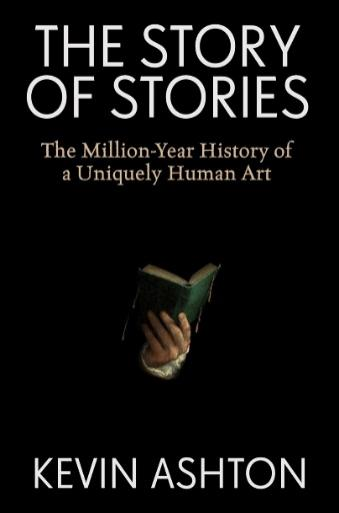 THE STORY
OF STORIES
The Million-Year History of
a Uniquely Human Art
KEVIN ASHTON